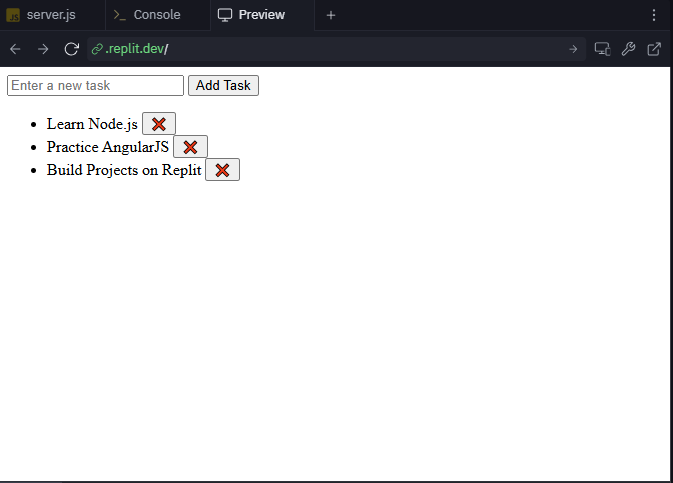 server.js Console Preview
.replit.dev/
Enter a new task Add Task
Learn Node.js
Practice AngularJS
Build Projects on Replit